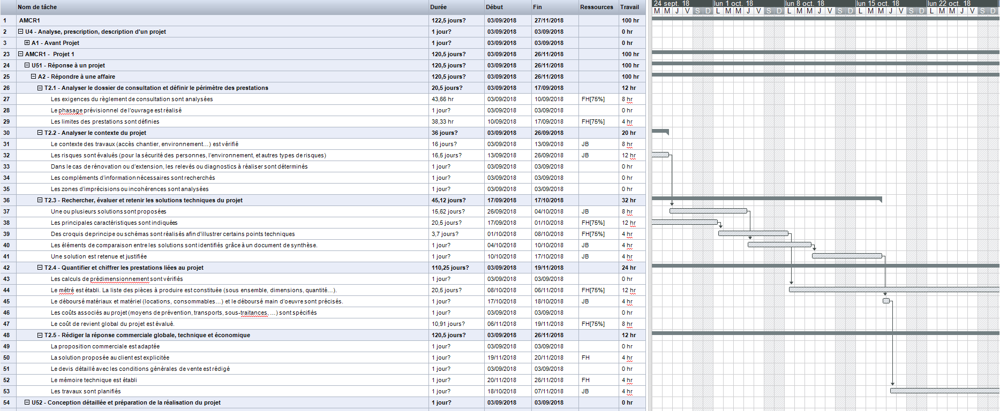 Nom de tâche Durée Début Fin Ressources Travail
24 sept. 18 lun 1 oct. 18 lun 8 oct. 18 lun 15 oct. 18 lun 22 oct. 18
M M J V S D L M M J V S D L M M J V S D L M M J V S D L M M J V S D
1 AMCR1 122,5 jours? 03/09/2018 27/11/2018 100 hr
2 U4 - Analyse, prescription, description d'un projet 1 jour? 03/09/2018 03/09/2018 0 hr
3 A1 - Avant Projet 1 jour? 03/09/2018 03/09/2018 0 hr
23 AMCR1 - Projet 1 120,5 jours? 03/09/2018 26/11/2018 100 hr
24 U51 - Réponse à un projet 120,5 jours? 03/09/2018 26/11/2018 100 hr
25 A2 - Répondre à une affaire 120,5 jours? 03/09/2018 26/11/2018 100 hr
26 T2.1 - Analyser le dossier de consultation et définir le périmètre des prestations 20,5 jours? 03/09/2018 17/09/2018 12 hr
27 Les exigences du règlement de consultation sont analysées 43,66 hr 03/09/2018 10/09/2018 FH[75%] 8 hr
28 Le phasage prévisionnel de l'ouvrage est réalisé 1 jour? 03/09/2018 03/09/2018 0 hr
29 Les limites des prestations sont définies 38,33 hr 10/09/2018 17/09/2018 FH[75%] 4 hr
30 T2.2 - Analyser le contexte du projet 36 jours? 03/09/2018 26/09/2018 20 hr
31 Le contexte des travaux (accès chantier, environnement...) est vérifié 16 jours? 03/09/2018 13/09/2018 JB 8 hr
32 Les risques sont évalués (pour la sécurité des personnes, l'environnement, et autres types de risques) 16,5 jours? 13/09/2018 26/09/2018 JB 12 hr
33 Dans le cas de rénovation ou d'extension, les relevés ou diagnostics à réaliser sont déterminés 1 jour? 03/09/2018 03/09/2018 0 hr
34 Les compléments d'information nécessaires sont recherchés 1 jour? 03/09/2018 03/09/2018 0 hr
35 Les zones d'imprécisions ou incohérences sont analysées 1 jour? 03/09/2018 03/09/2018 0 hr
36 T2.3 - Rechercher, évaluer et retenir les solutions techniques du projet 45,12 jours? 17/09/2018 17/10/2018 32 hr
37 Une ou plusieurs solutions sont proposées 15,62 jours? 26/09/2018 04/10/2018 JB 8 hr
38 Les principales caractéristiques sont indiquées 20,5 jours? 17/09/2018 01/10/2018 FH[75%] 12 hr
39 Des croquis de principe ou schémas sont réalisés afin d'illustrer certains points techniques 3,7 jours? 01/10/2018 08/10/2018 FH[75%] 4 hr
40 Les éléments de comparaison entre les solutions sont identifiés grâce à un document de synthèse. 1 jour? 04/10/2018 10/10/2018 JB 4 hr
41 Une solution est retenue et justifiée 1 jour? 10/10/2018 17/10/2018 JB 4 hr
42 T2.4 - Quantifier et chiffrer les prestations liées au projet 110,25 jours? 03/09/2018 19/11/2018 24 hr
43 Les calculs de prédimensionnement sont vérifiés 1 jour? 03/09/2018 03/09/2018 0 hr
44 Le métré est établi. La liste des pièces à produire est constituée (sous ensemble, dimensions, quantité...). 20,5 jours? 08/10/2018 06/11/2018 FH[75%] 12 hr
45 Le déboursé matériaux et matériel (locations, consommables...) et le déboursé main d'oeuvre sont précisés. 1 jour? 17/10/2018 18/10/2018 JB 4 hr
46 Les coûts associés au projet (moyens de prévention, transports, sous-traitances, ...) sont spécifiés 1 jour? 03/09/2018 03/09/2018 0 hr
47 Le coût de revient global du projet est évalué. 10,91 jours? 06/11/2018 19/11/2018 FH[75%] 8 hr
48 T2.5 - Rédiger la réponse commerciale globale, technique et économique 120,5 jours? 03/09/2018 26/11/2018 12 hr
49 La proposition commerciale est adaptée 1 jour? 03/09/2018 03/09/2018 0 hr
50 La solution proposée au client est explicitée 1 jour? 19/11/2018 20/11/2018 FH 4 hr
51 Le devis détaillé avec les conditions générales de vente est rédigé 1 jour? 03/09/2018 03/09/2018 0 hr
52 Le mémoire technique est établi 1 jour? 20/11/2018 26/11/2018 FH 4 hr
53 Les travaux sont planifiés 1 jour? 18/10/2018 07/11/2018 JB 4 hr
54 U52 - Conception détaillée et préparation de la réalisation du projet 1 jour? 03/09/2018 03/09/2018 0 hr